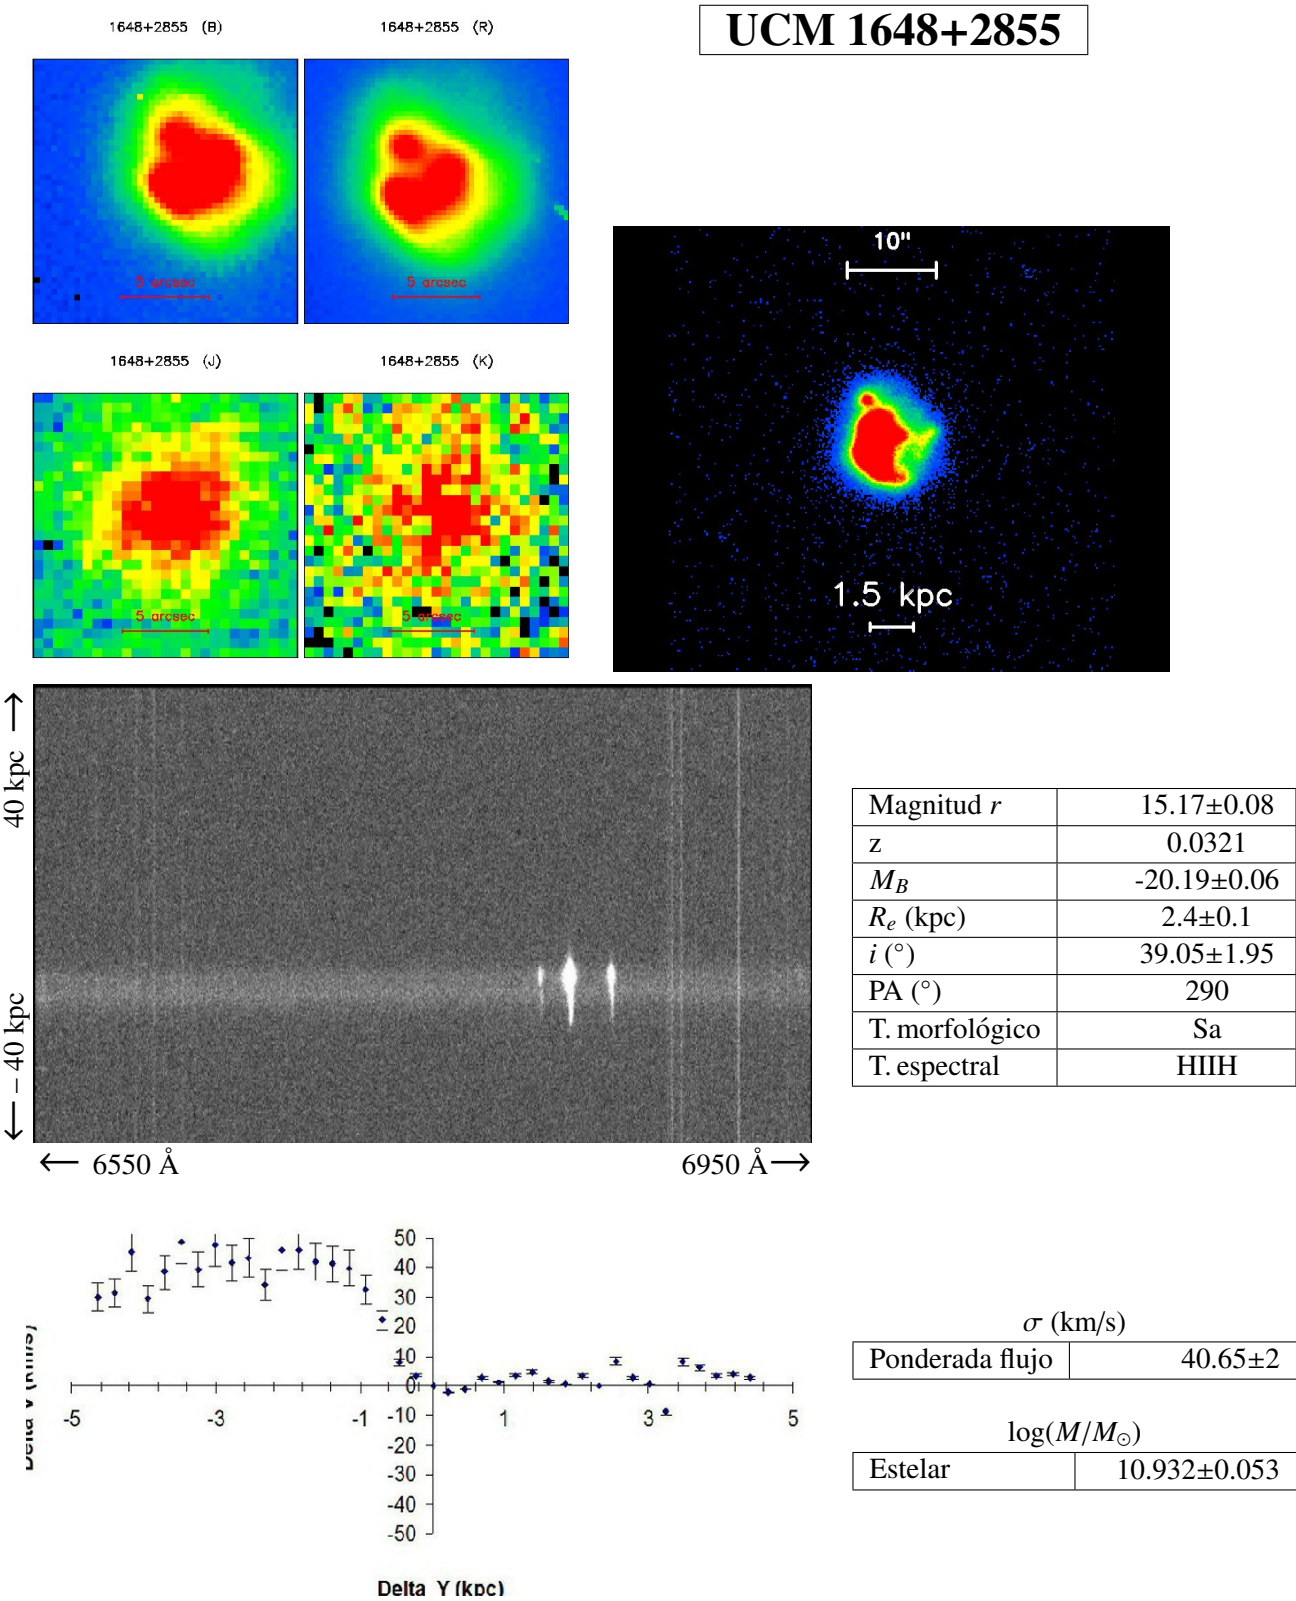 1648+2855 (B)
1648+2855 (R)
UCM 1648+2855
5 arcsec
5 arcsec
10"
1.5 kpc
1648+2855 (J)
1648+2855 (K)
5 arcsec
5 arcsec
← – 40 kpc
40 kpc →
← 6550 Å
6950 Å →
Magnitud r 15.17±0.08
z 0.0321
M_B -20.19±0.06
R_e (kpc) 2.4±0.1
i (°) 39.05±1.95
PA (°) 290
T. morfológico Sa
T. espectral HIIH
50
40
30
20
10
0
-10
-20
-30
-40
-50
-5 -3 -1 1 3 5
Delta V (km/s)
Delta Y (kpc)
σ (km/s)
Ponderada flujo 40.65±2
log(M/M☉)
Estelar 10.932±0.053